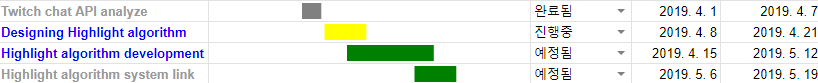 Twitch chat API analyze 완료됨 2019. 4. 1 2019. 4. 7
Designing Highlight algorithm 진행중 2019. 4. 8 2019. 4. 21
Highlight algorithm development 예정됨 2019. 4. 15 2019. 5. 12
Highlight algorithm system link 예정됨 2019. 5. 6 2019. 5. 19